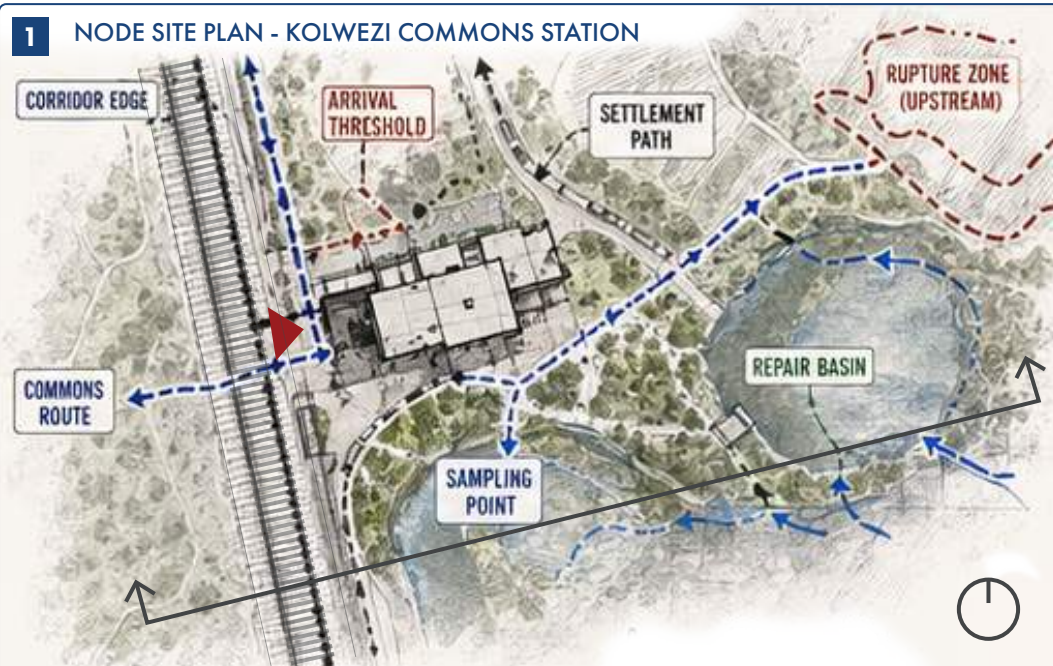 1 NODE SITE PLAN - KOLWEZI COMMONS STATION
CORRIDOR EDGE
ARRIVAL
THRESHOLD
SETTLEMENT
PATH
RUPTURE ZONE
(UPSTREAM)
COMMONS
ROUTE
REPAIR BASIN
SAMPLING
POINT